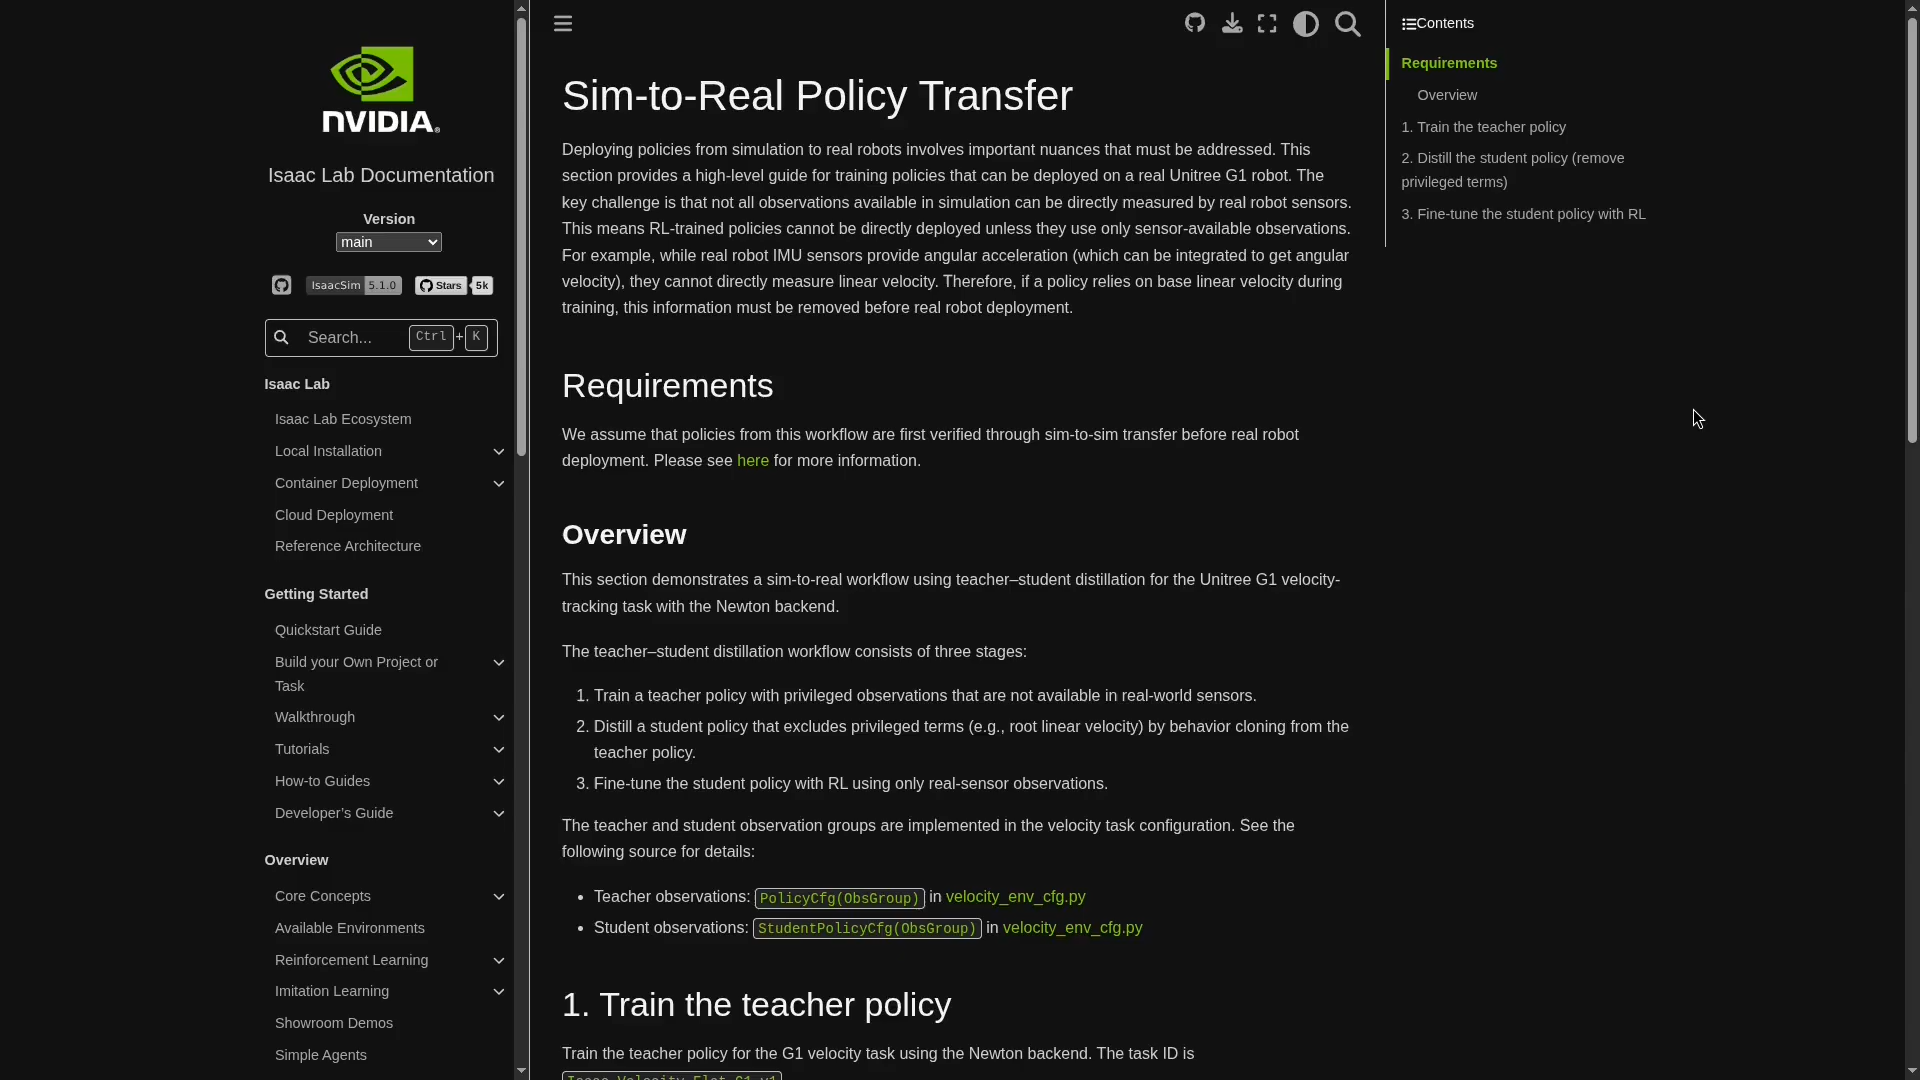 NVIDIA®
Isaac Lab Documentation
Version
main
IsaacSim 5.1.0
Stars 5k
Search...
Ctrl + K
Isaac Lab
Isaac Lab Ecosystem
Local Installation
Container Deployment
Cloud Deployment
Reference Architecture
Getting Started
Quickstart Guide
Build your Own Project or
Task
Walkthrough
Tutorials
How-to Guides
Developer’s Guide
Overview
Core Concepts
Available Environments
Reinforcement Learning
Imitation Learning
Showroom Demos
Simple Agents
Sim-to-Real Policy Transfer
Deploying policies from simulation to real robots involves important nuances that must be addressed. This
section provides a high-level guide for training policies that can be deployed on a real Unitree G1 robot. The
key challenge is that not all observations available in simulation can be directly measured by real robot sensors.
This means RL-trained policies cannot be directly deployed unless they use only sensor-available observations.
For example, while real robot IMU sensors provide angular acceleration (which can be integrated to get angular
velocity), they cannot directly measure linear velocity. Therefore, if a policy relies on base linear velocity during
training, this information must be removed before real robot deployment.
Requirements
We assume that policies from this workflow are first verified through sim-to-sim transfer before real robot
deployment. Please see here for more information.
Overview
This section demonstrates a sim-to-real workflow using teacher–student distillation for the Unitree G1 velocity-
tracking task with the Newton backend.
The teacher–student distillation workflow consists of three stages:
1. Train a teacher policy with privileged observations that are not available in real-world sensors.
2. Distill a student policy that excludes privileged terms (e.g., root linear velocity) by behavior cloning from the
teacher policy.
3. Fine-tune the student policy with RL using only real-sensor observations.
The teacher and student observation groups are implemented in the velocity task configuration. See the
following source for details:
• Teacher observations: PolicyCfg(ObsGroup) in velocity_env_cfg.py
• Student observations: StudentPolicyCfg(ObsGroup) in velocity_env_cfg.py
1. Train the teacher policy
Train the teacher policy for the G1 velocity task using the Newton backend. The task ID is
Isaac-Velocity-Flat-G1-v1
Contents
Requirements
Overview
1. Train the teacher policy
2. Distill the student policy (remove
privileged terms)
3. Fine-tune the student policy with RL